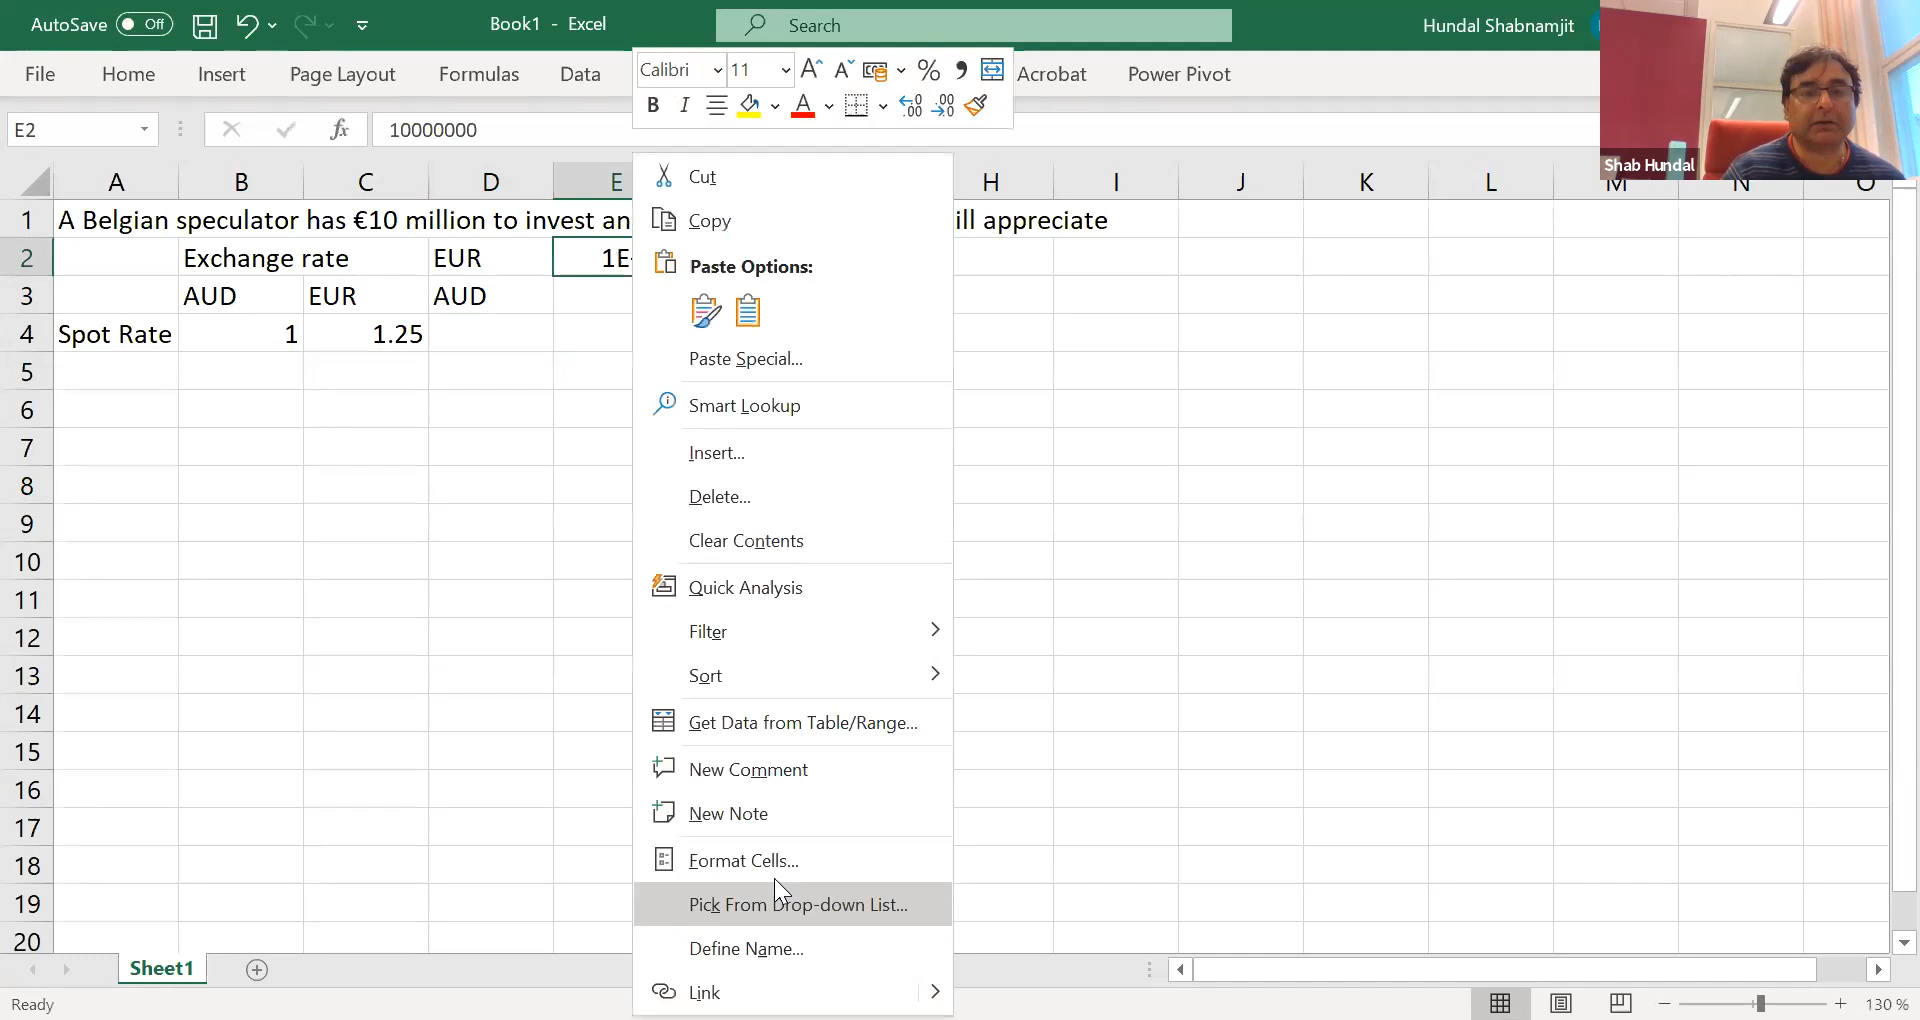 AutoSave Off Book1 - Excel Search Hundal Shabnamjit
File Home Insert Page Layout Formulas Data Acrobat Power Pivot
Calibri 11
B I A
E2 fx 10000000
Shab Hundal
A B C D E H I J K L M N O
1 A Belgian speculator has €10 million to invest an ill appreciate
2 Exchange rate EUR 1E
3 AUD EUR AUD
4 Spot Rate 1 1.25
5
6
7
8
9
10
11
12
13
14
15
16
17
18
19
20
Cut
Copy
Paste Options:
Paste Special...
Smart Lookup
Insert...
Delete...
Clear Contents
Quick Analysis
Filter
Sort
Get Data from Table/Range...
New Comment
New Note
Format Cells...
Pick From Drop-down List...
Define Name...
Link
Sheet1
Ready 130 %